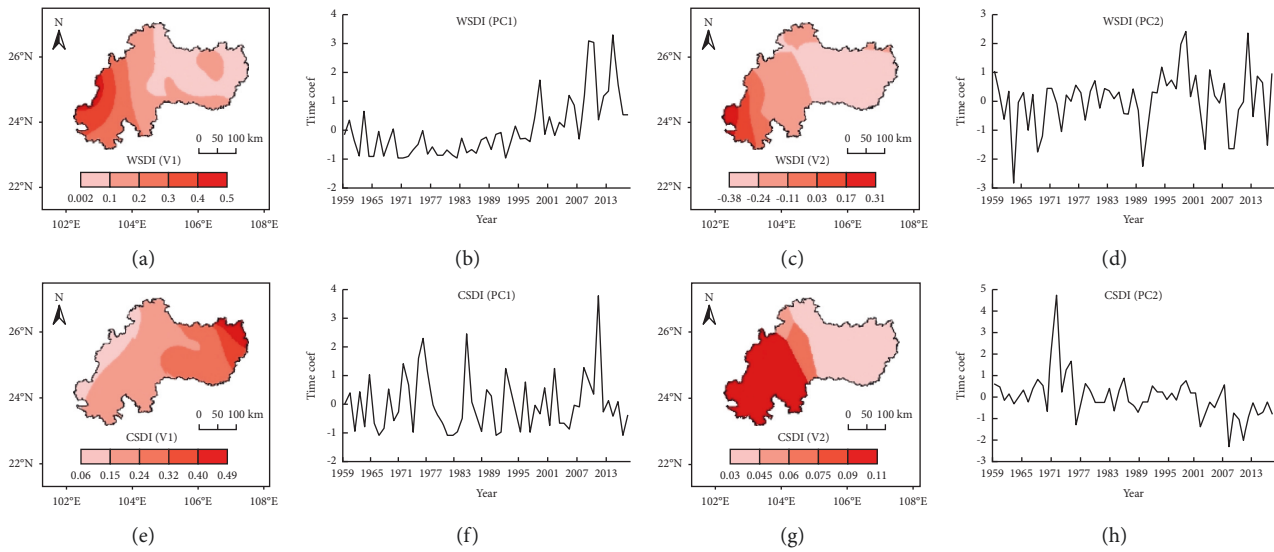 N
26°N
24°N
22°N
0 50 100 km
WSDI (V1)
0.002 0.1 0.2 0.3 0.4 0.5
102°E 104°E 106°E 108°E
(a)
WSDI (PC1)
Time coef
4
3
2
1
0
-1
-2
1959 1965 1971 1977 1983 1989 1995 2001 2007 2013
Year
(b)
N
26°N
24°N
22°N
0 50 100 km
WSDI (V2)
-0.38 -0.24 -0.11 0.03 0.17 0.31
102°E 104°E 106°E 108°E
(c)
WSDI (PC2)
Time coef
3
2
1
0
-1
-2
-3
1959 1965 1971 1977 1983 1989 1995 2001 2007 2013
Year
(d)
N
26°N
24°N
22°N
0 50 100 km
CSDI (V1)
0.06 0.15 0.24 0.32 0.40 0.49
102°E 104°E 106°E 108°E
(e)
CSDI (PC1)
Time coef
4
3
2
1
0
-1
-2
1959 1965 1971 1977 1983 1989 1995 2001 2007 2013
Year
(f)
N
26°N
24°N
22°N
0 50 100 km
CSDI (V2)
0.03 0.045 0.06 0.075 0.09 0.11
102°E 104°E 106°E 108°E
(g)
CSDI (PC2)
Time coef
5
4
3
2
1
0
-1
-2
-3
1959 1965 1971 1977 1983 1989 1995 2001 2007 2013
Year
(h)